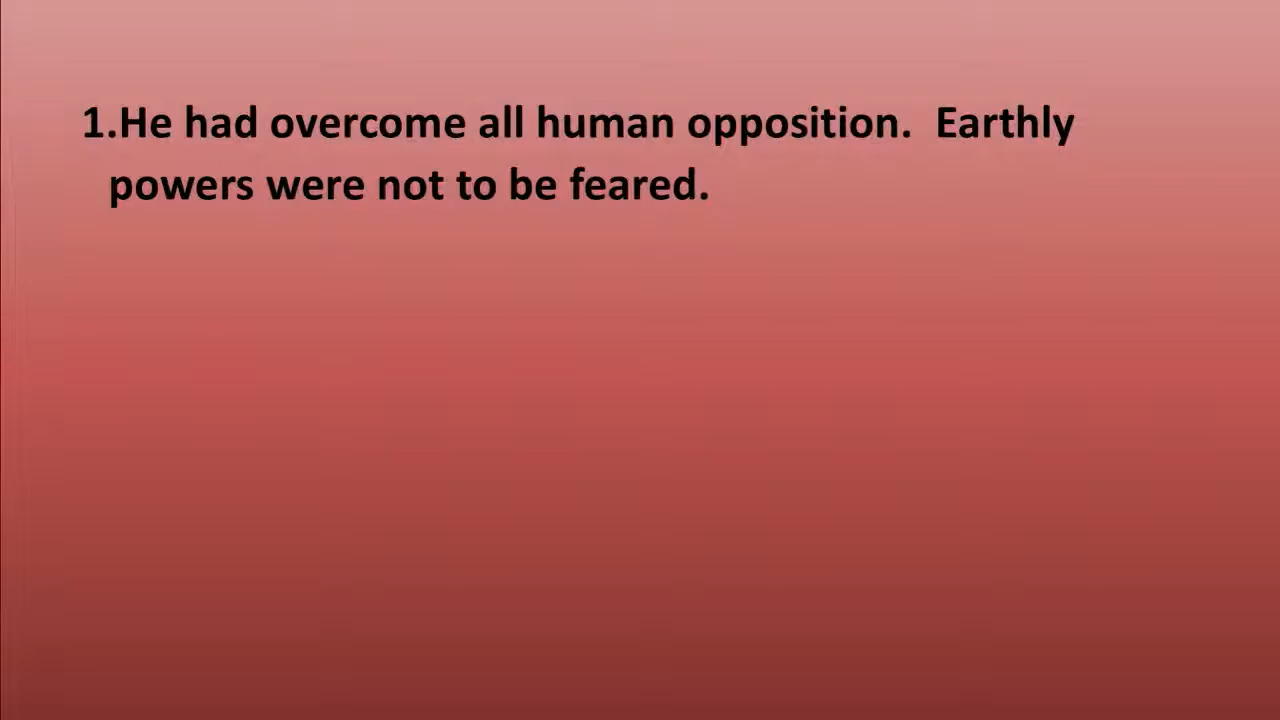 1.He had overcome all human opposition.  Earthly
powers were not to be feared.